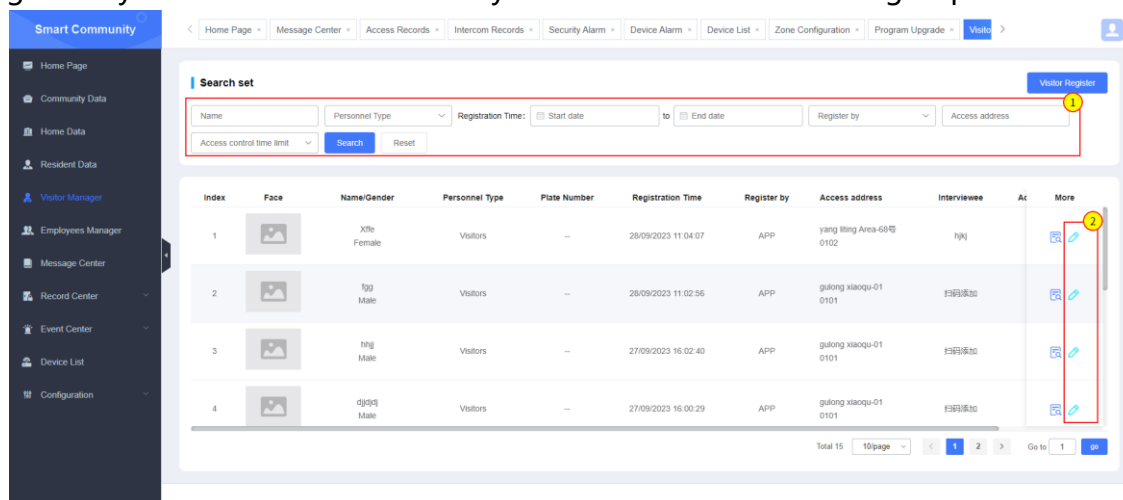 Smart Community
Home Page × Message Center × Access Records × Intercom Records × Security Alarm × Device Alarm × Device List × Zone Configuration × Program Upgrade × Visito
Home Page
Community Data
Home Data
Resident Data
Visitor Manager
Employees Manager
Message Center
Record Center
Event Center
Device List
Configuration
Search set
Visitor Register
1
Name Personnel Type Registration Time: Start date to End date Register by Access address
Access control time limit Search Reset
Index Face Name/Gender Personnel Type Plate Number Registration Time Register by Access address Interviewee Ac More
2
1 Xffe Visitors -- 28/09/2023 11:04:07 APP yang liting Area-68号 hjkj
Female 0102
2 fgg Visitors -- 28/09/2023 11:02:56 APP gulong xiaoqu-01 扫码添加
Male 0101
3 hhjj Visitors -- 27/09/2023 16:02:40 APP gulong xiaoqu-01 扫码添加
Male 0101
4 djjdjdj Visitors -- 27/09/2023 16:00:29 APP gulong xiaoqu-01 扫码添加
Male 0101
Total 15 10/page < 1 2 > Go to 1 go